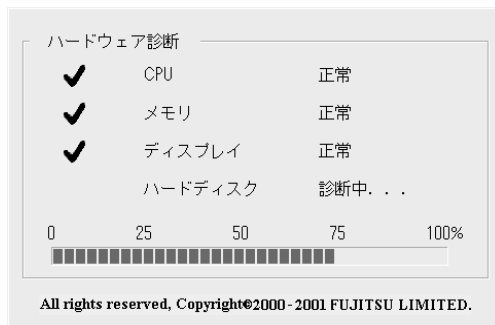 ハードウェア診断
CPU 正常
メモリ 正常
ディスプレイ 正常
ハードディスク 診断中. . .
0 25 50 75 100%
All rights reserved, Copyright©2000-2001 FUJITSU LIMITED.